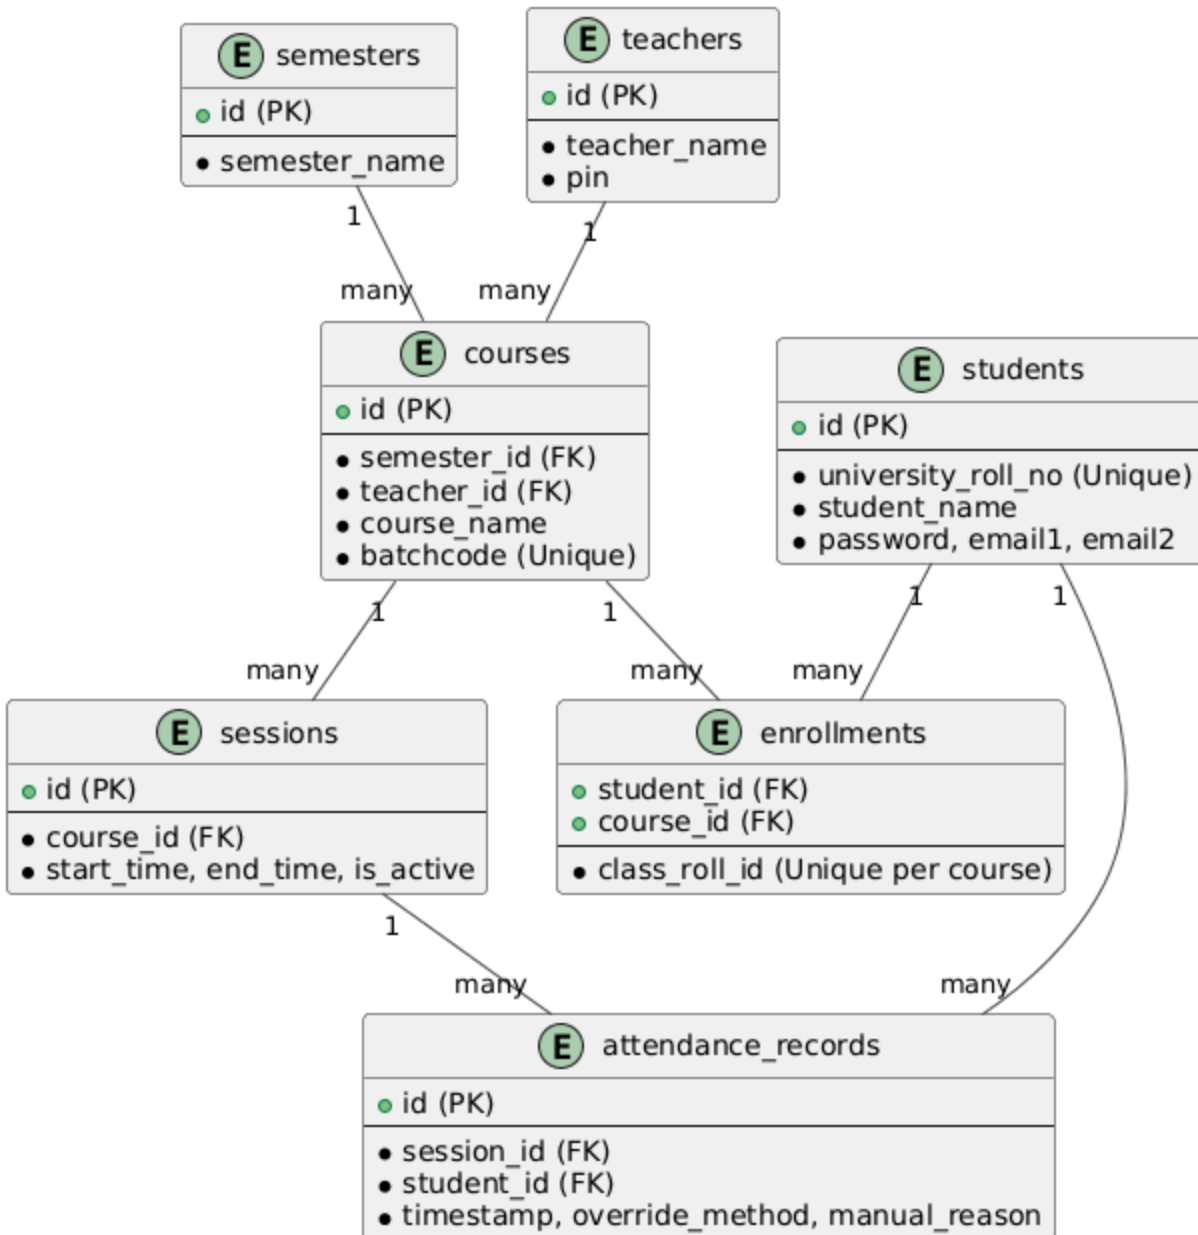 E semesters
id (PK)
semester_name
E teachers
id (PK)
teacher_name
pin
1
many
1
many
E courses
id (PK)
semester_id (FK)
teacher_id (FK)
course_name
batchcode (Unique)
E students
id (PK)
university_roll_no (Unique)
student_name
password, email1, email2
1
many
1
many
1
many
1
many
E sessions
id (PK)
course_id (FK)
start_time, end_time, is_active
E enrollments
student_id (FK)
course_id (FK)
class_roll_id (Unique per course)
1
many
E attendance_records
id (PK)
session_id (FK)
student_id (FK)
timestamp, override_method, manual_reason